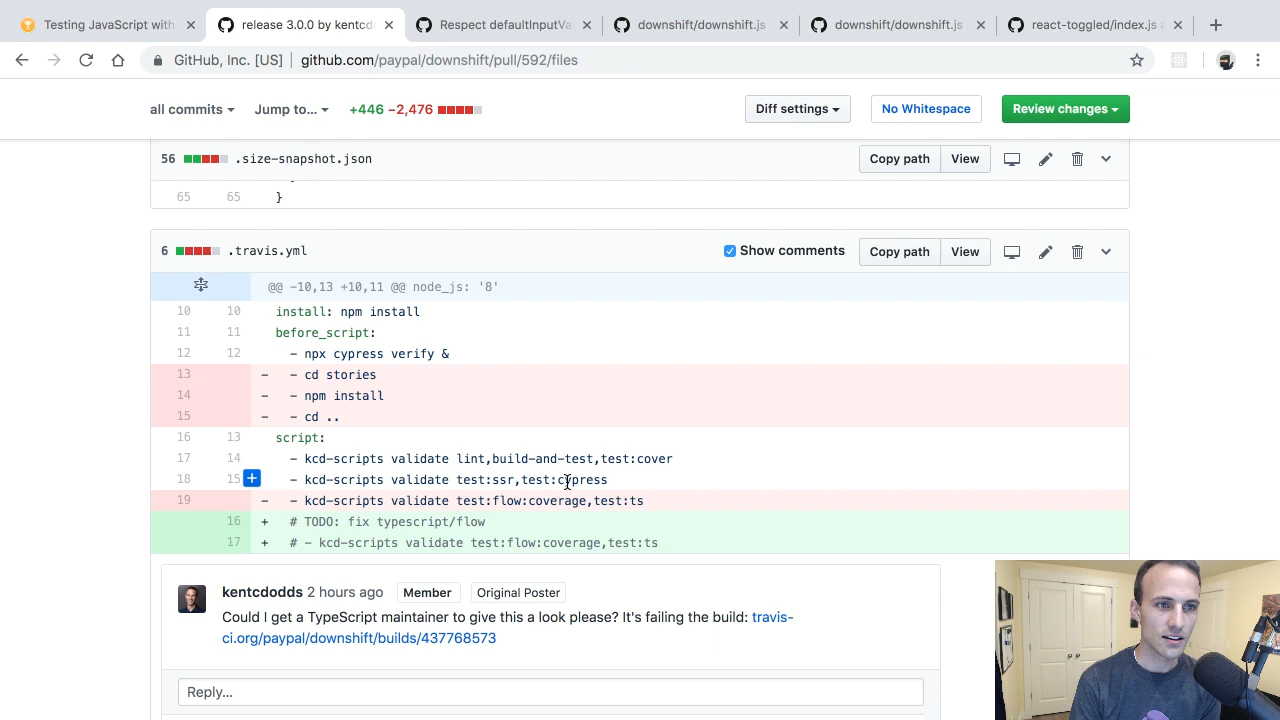 Testing JavaScript with
release 3.0.0 by kentcd
Respect defaultInputVa
downshift/downshift.js
downshift/downshift.js
react-toggled/index.js a
GitHub, Inc. [US]
github.com/paypal/downshift/pull/592/files
all commits
Jump to...
+446 −2,476
Diff settings
No Whitespace
Review changes
56 .size-snapshot.json
Copy path
View
65 65 }
6 .travis.yml
Show comments
Copy path
View
@@ -10,13 +10,11 @@ node_js: '8'
10 10 install: npm install
11 11 before_script:
12 12 - npx cypress verify &
13 - - cd stories
14 - - npm install
15 - - cd ..
16 13 script:
17 14 - kcd-scripts validate lint,build-and-test,test:cover
18 15 - kcd-scripts validate test:ssr,test:cypress
19 - - kcd-scripts validate test:flow:coverage,test:ts
16 + # TODO: fix typescript/flow
17 + # - kcd-scripts validate test:flow:coverage,test:ts
kentcdodds 2 hours ago
Member
Original Poster
Could I get a TypeScript maintainer to give this a look please? It's failing the build: travis-
ci.org/paypal/downshift/builds/437768573
Reply...